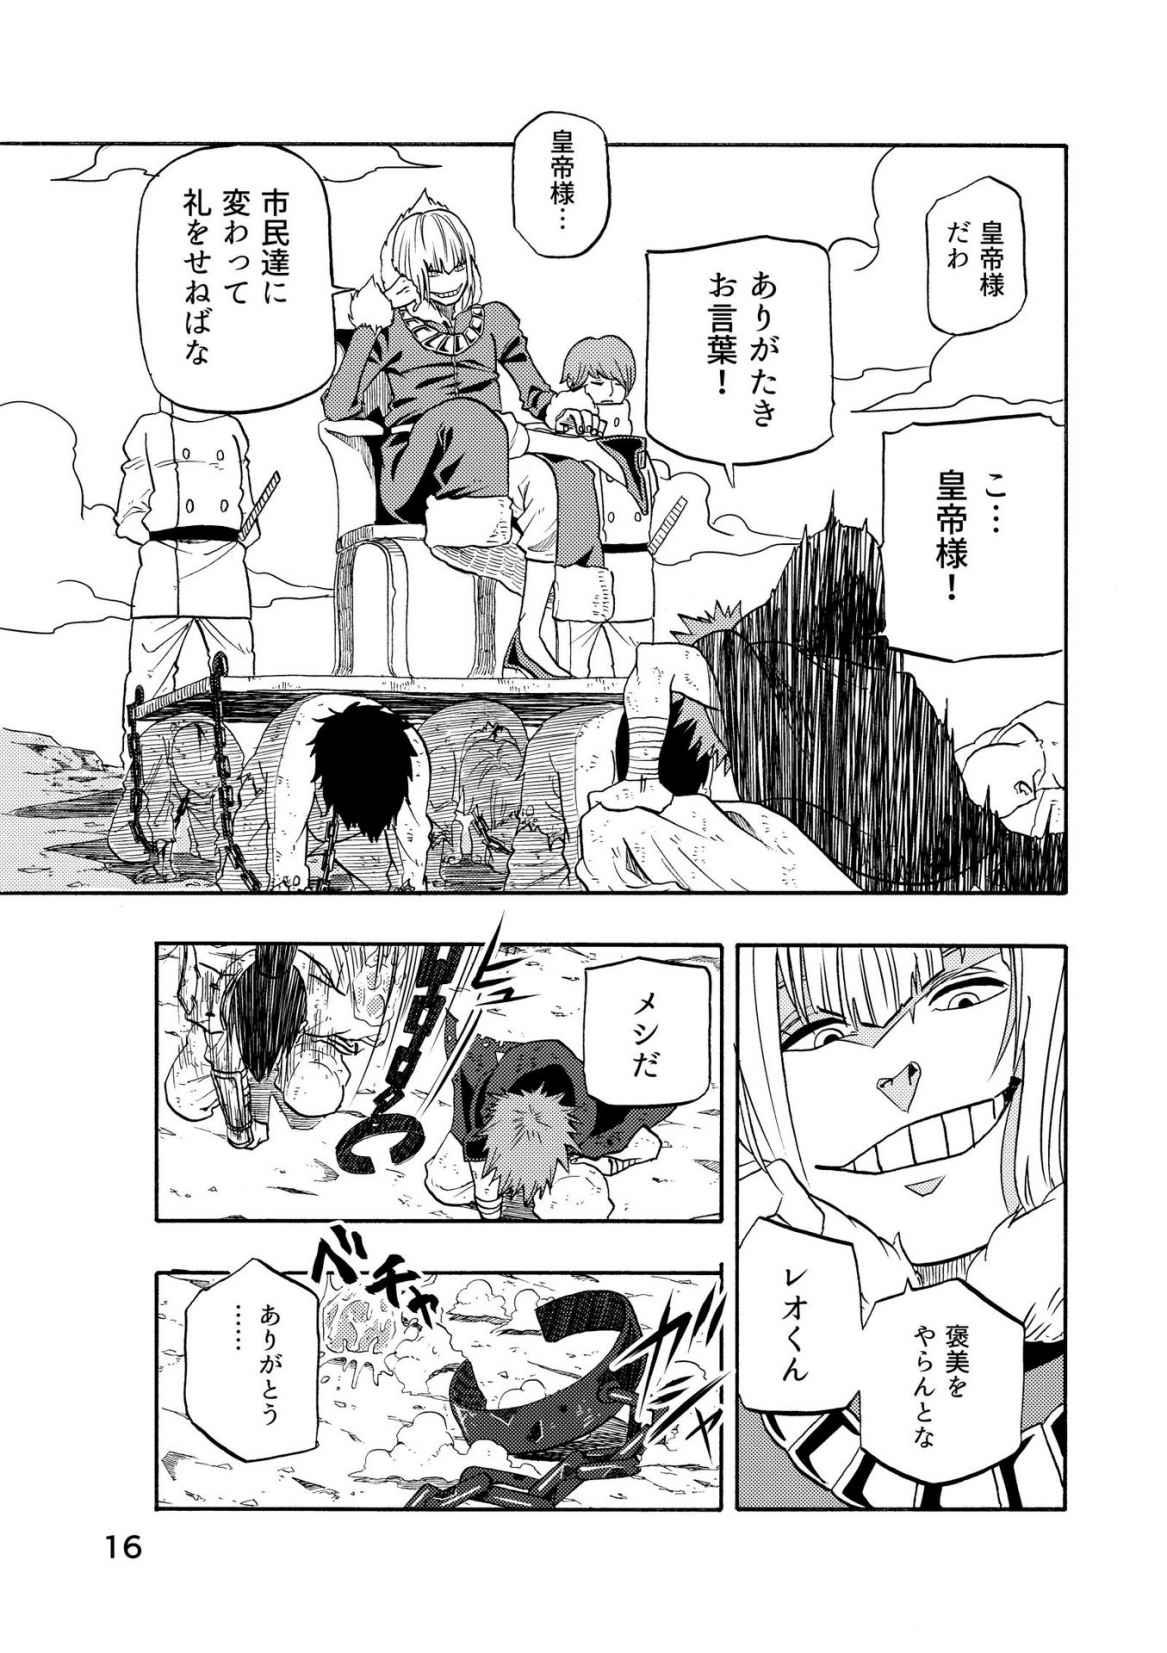 皇帝様
だわ
こ…
皇帝様！
ありがたき
お言葉！
皇帝様…
市民達に
変わって
礼をせねばな
褒美を
やらんとな
レオくん
メシだ
ビュ
ベチャ
ガシャ
ありがとう
……
16